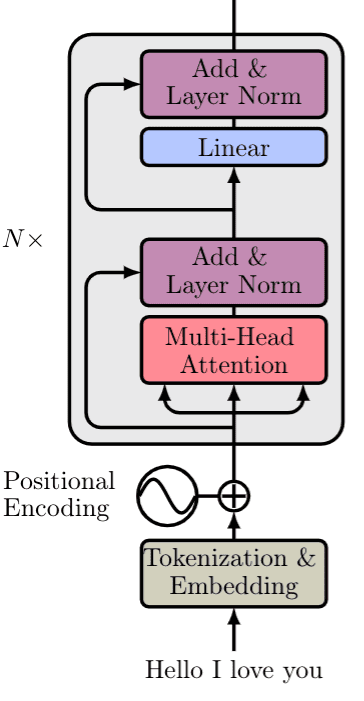 Add &
Layer Norm
Linear
N×
Add &
Layer Norm
Multi-Head
Attention
Positional
Encoding
Tokenization &
Embedding
Hello I love you